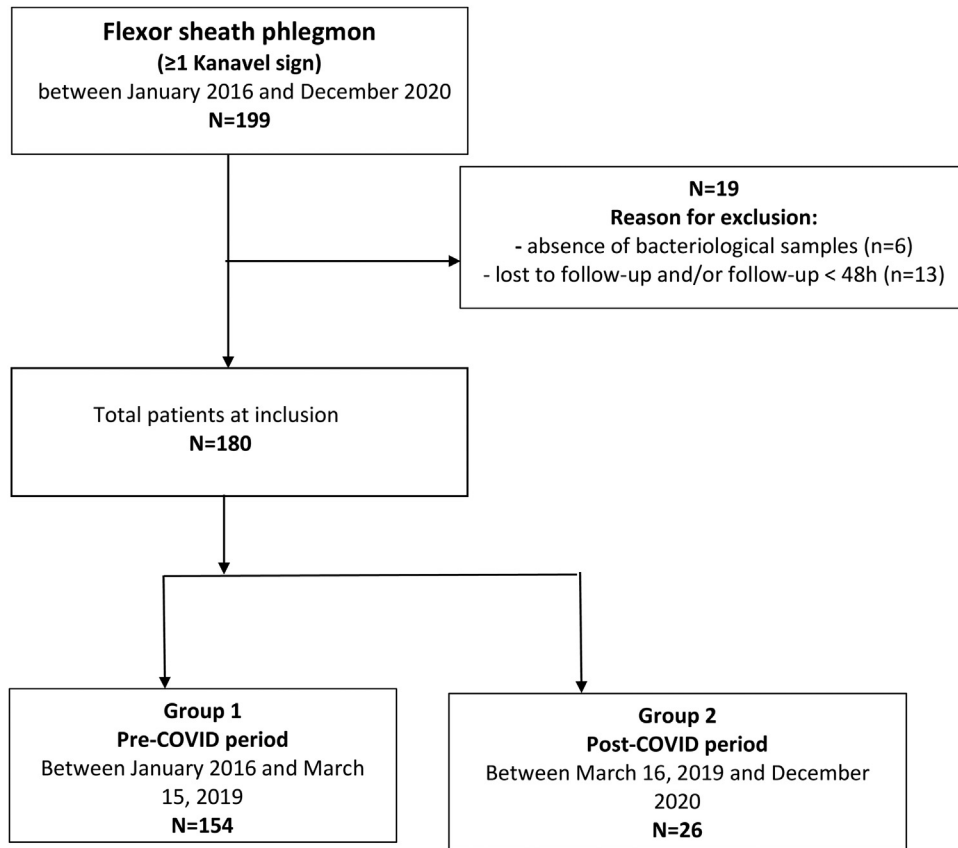 Flexor sheath phlegmon
(≥1 Kanavel sign)
between January 2016 and December 2020
N=199
N=19
Reason for exclusion:
- absence of bacteriological samples (n=6)
- lost to follow-up and/or follow-up < 48h (n=13)
Total patients at inclusion
N=180
Group 1
Pre-COVID period
Between January 2016 and March
15, 2019
N=154
Group 2
Post-COVID period
Between March 16, 2019 and December
2020
N=26